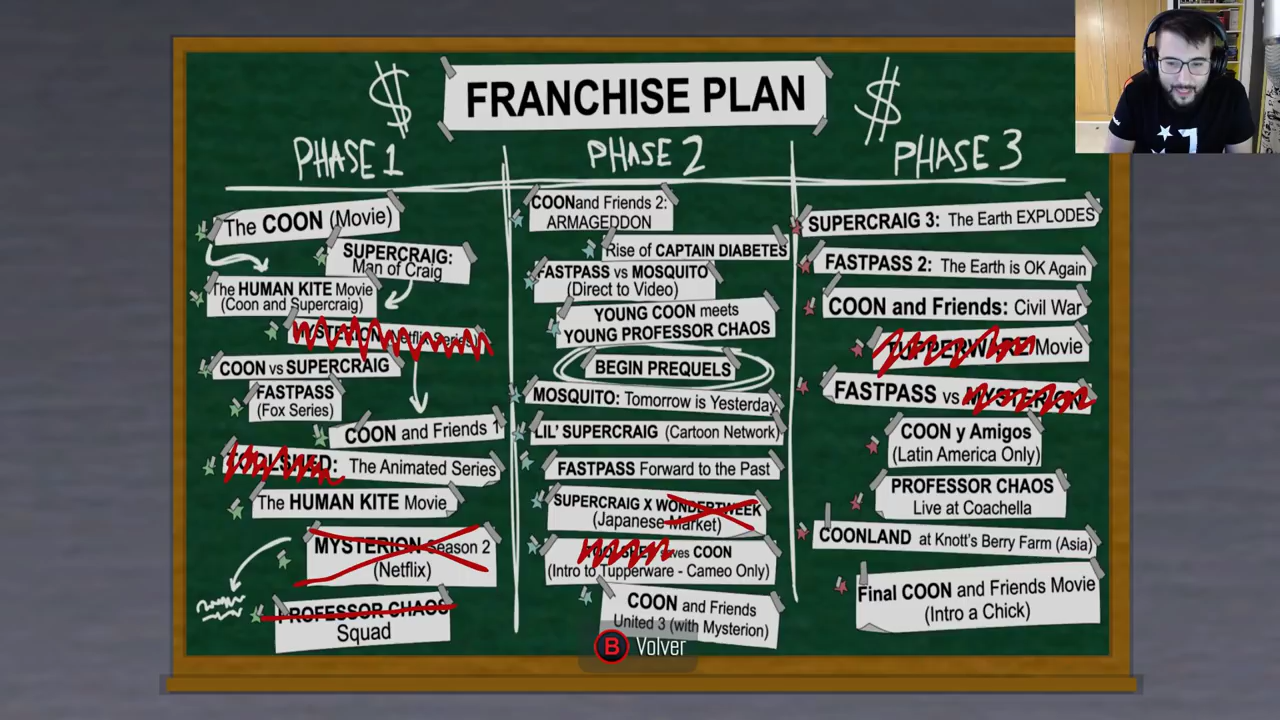 $ FRANCHISE PLAN $
PHASE 1
The COON (Movie)
SUPERCRAIG:
Man of Craig
The HUMAN KITE Movie
(Coon and Supercraig)
MYSTERION Netflix Series
COON vs SUPERCRAIG
FASTPASS
(Fox Series)
COON and Friends 1
TOOLSHED: The Animated Series
The HUMAN KITE Movie
MYSTERION Season 2
(Netflix)
PROFESSOR CHAOS
Squad
PHASE 2
COON and Friends 2:
ARMAGEDDON
Rise of CAPTAIN DIABETES
FASTPASS vs MOSQUITO
(Direct to Video)
YOUNG COON meets
YOUNG PROFESSOR CHAOS
BEGIN PREQUELS
MOSQUITO: Tomorrow is Yesterday
LIL' SUPERCRAIG (Cartoon Network)
FASTPASS Forward to the Past
SUPERCRAIG X WONDERTWEEK
(Japanese Market)
TOOLSHED saves COON
(Intro to Tupperware - Cameo Only)
COON and Friends
United 3 (with Mysterion)
PHASE 3
SUPERCRAIG 3: The Earth EXPLODES
FASTPASS 2: The Earth is OK Again
COON and Friends: Civil War
TUPPERWARE Movie
FASTPASS vs MYSTERION
COON y Amigos
(Latin America Only)
PROFESSOR CHAOS
Live at Coachella
COONLAND at Knott's Berry Farm (Asia)
Final COON and Friends Movie
(Intro a Chick)
B Volver